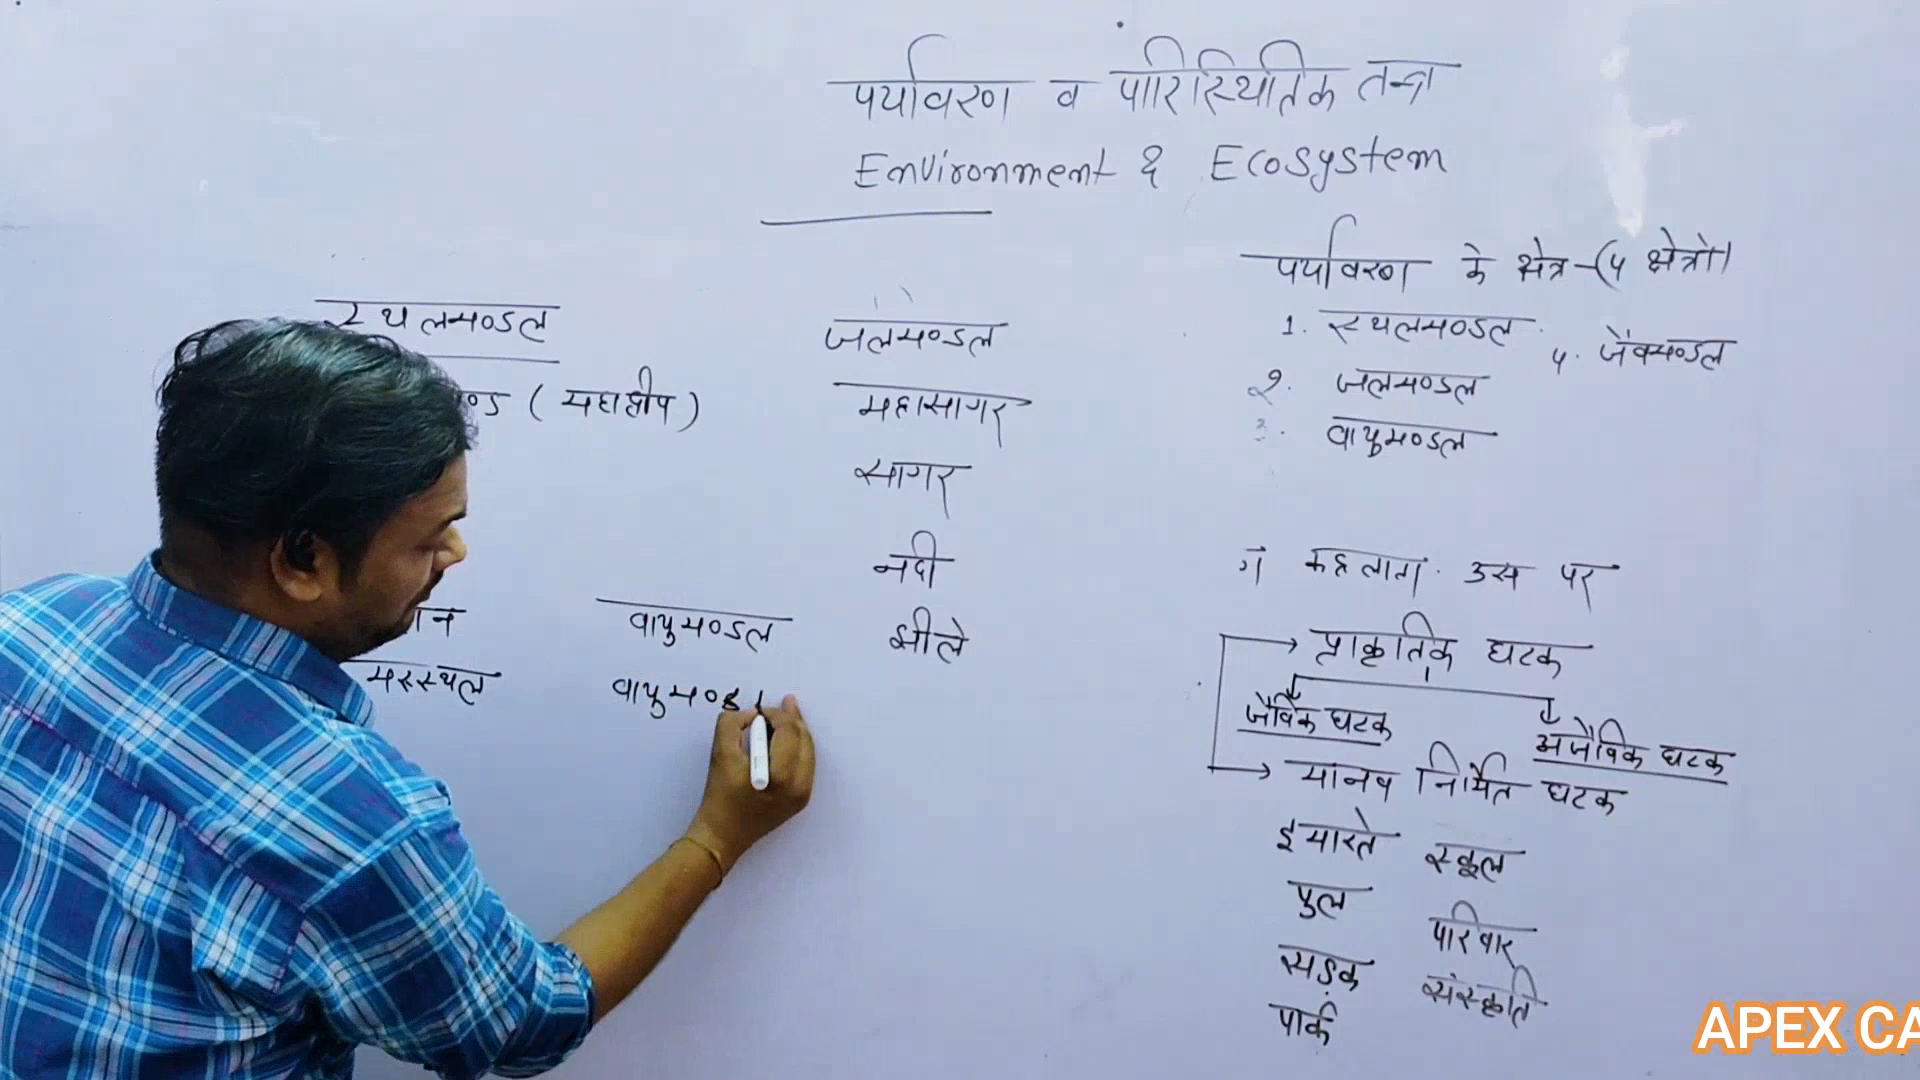 पर्यावरण व पारिस्थितिक तन्त्र
Environment & Ecosystem
स्थलमण्डल
(महाद्वीप)
मरुस्थल
वायुमण्डल
जलमण्डल
महासागर
सागर
नदी
झीले
पर्यावरण के क्षेत्र-(4 क्षेत्रो)
1. स्थलमण्डल
4. जैवमण्डल
2. जलमण्डल
3. वायुमण्डल
उस पर
प्राकृतिक घटक
जैविक घटक
अजैविक घटक
मानव निर्मित घटक
इमारते स्कूल
पुल
परिवार
सड़क
संस्कृति
पार्क
APEX CA